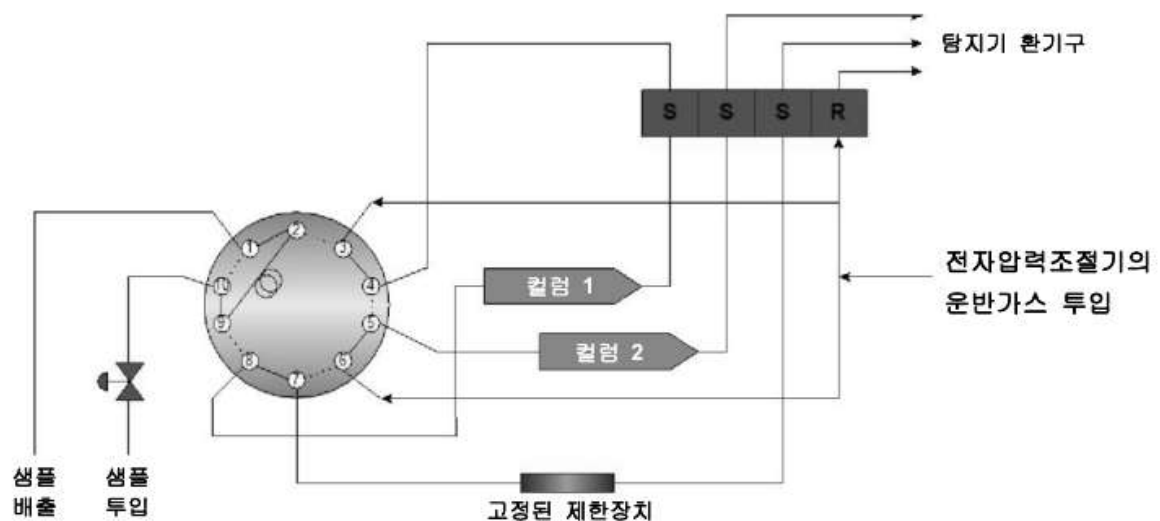 탐지기 환기구
S S S R
전자압력조절기의
운반가스 투입
1
2
3
4
5
6
7
8
9
10
컬럼 1
컬럼 2
샘플
배출
샘플
투입
고정된 제한장치